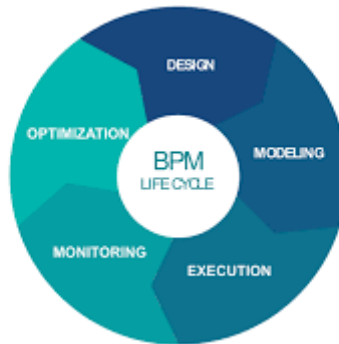 DESIGN
MODELING
EXECUTION
MONITORING
OPTIMIZATION
BPM
LIFE CYCLE